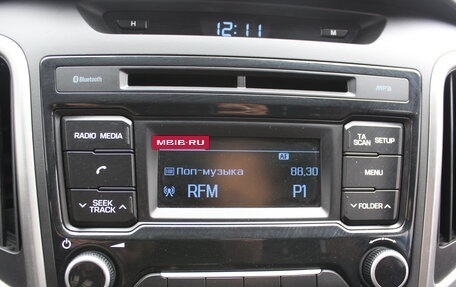 H 12:11 M
Bluetooth MP3
RADIO MEDIA
MBIB·RU
AF
TA SCAN SETUP
Поп-музыка 88,30
RFM P1
MENU
SEEK TRACK
FOLDER